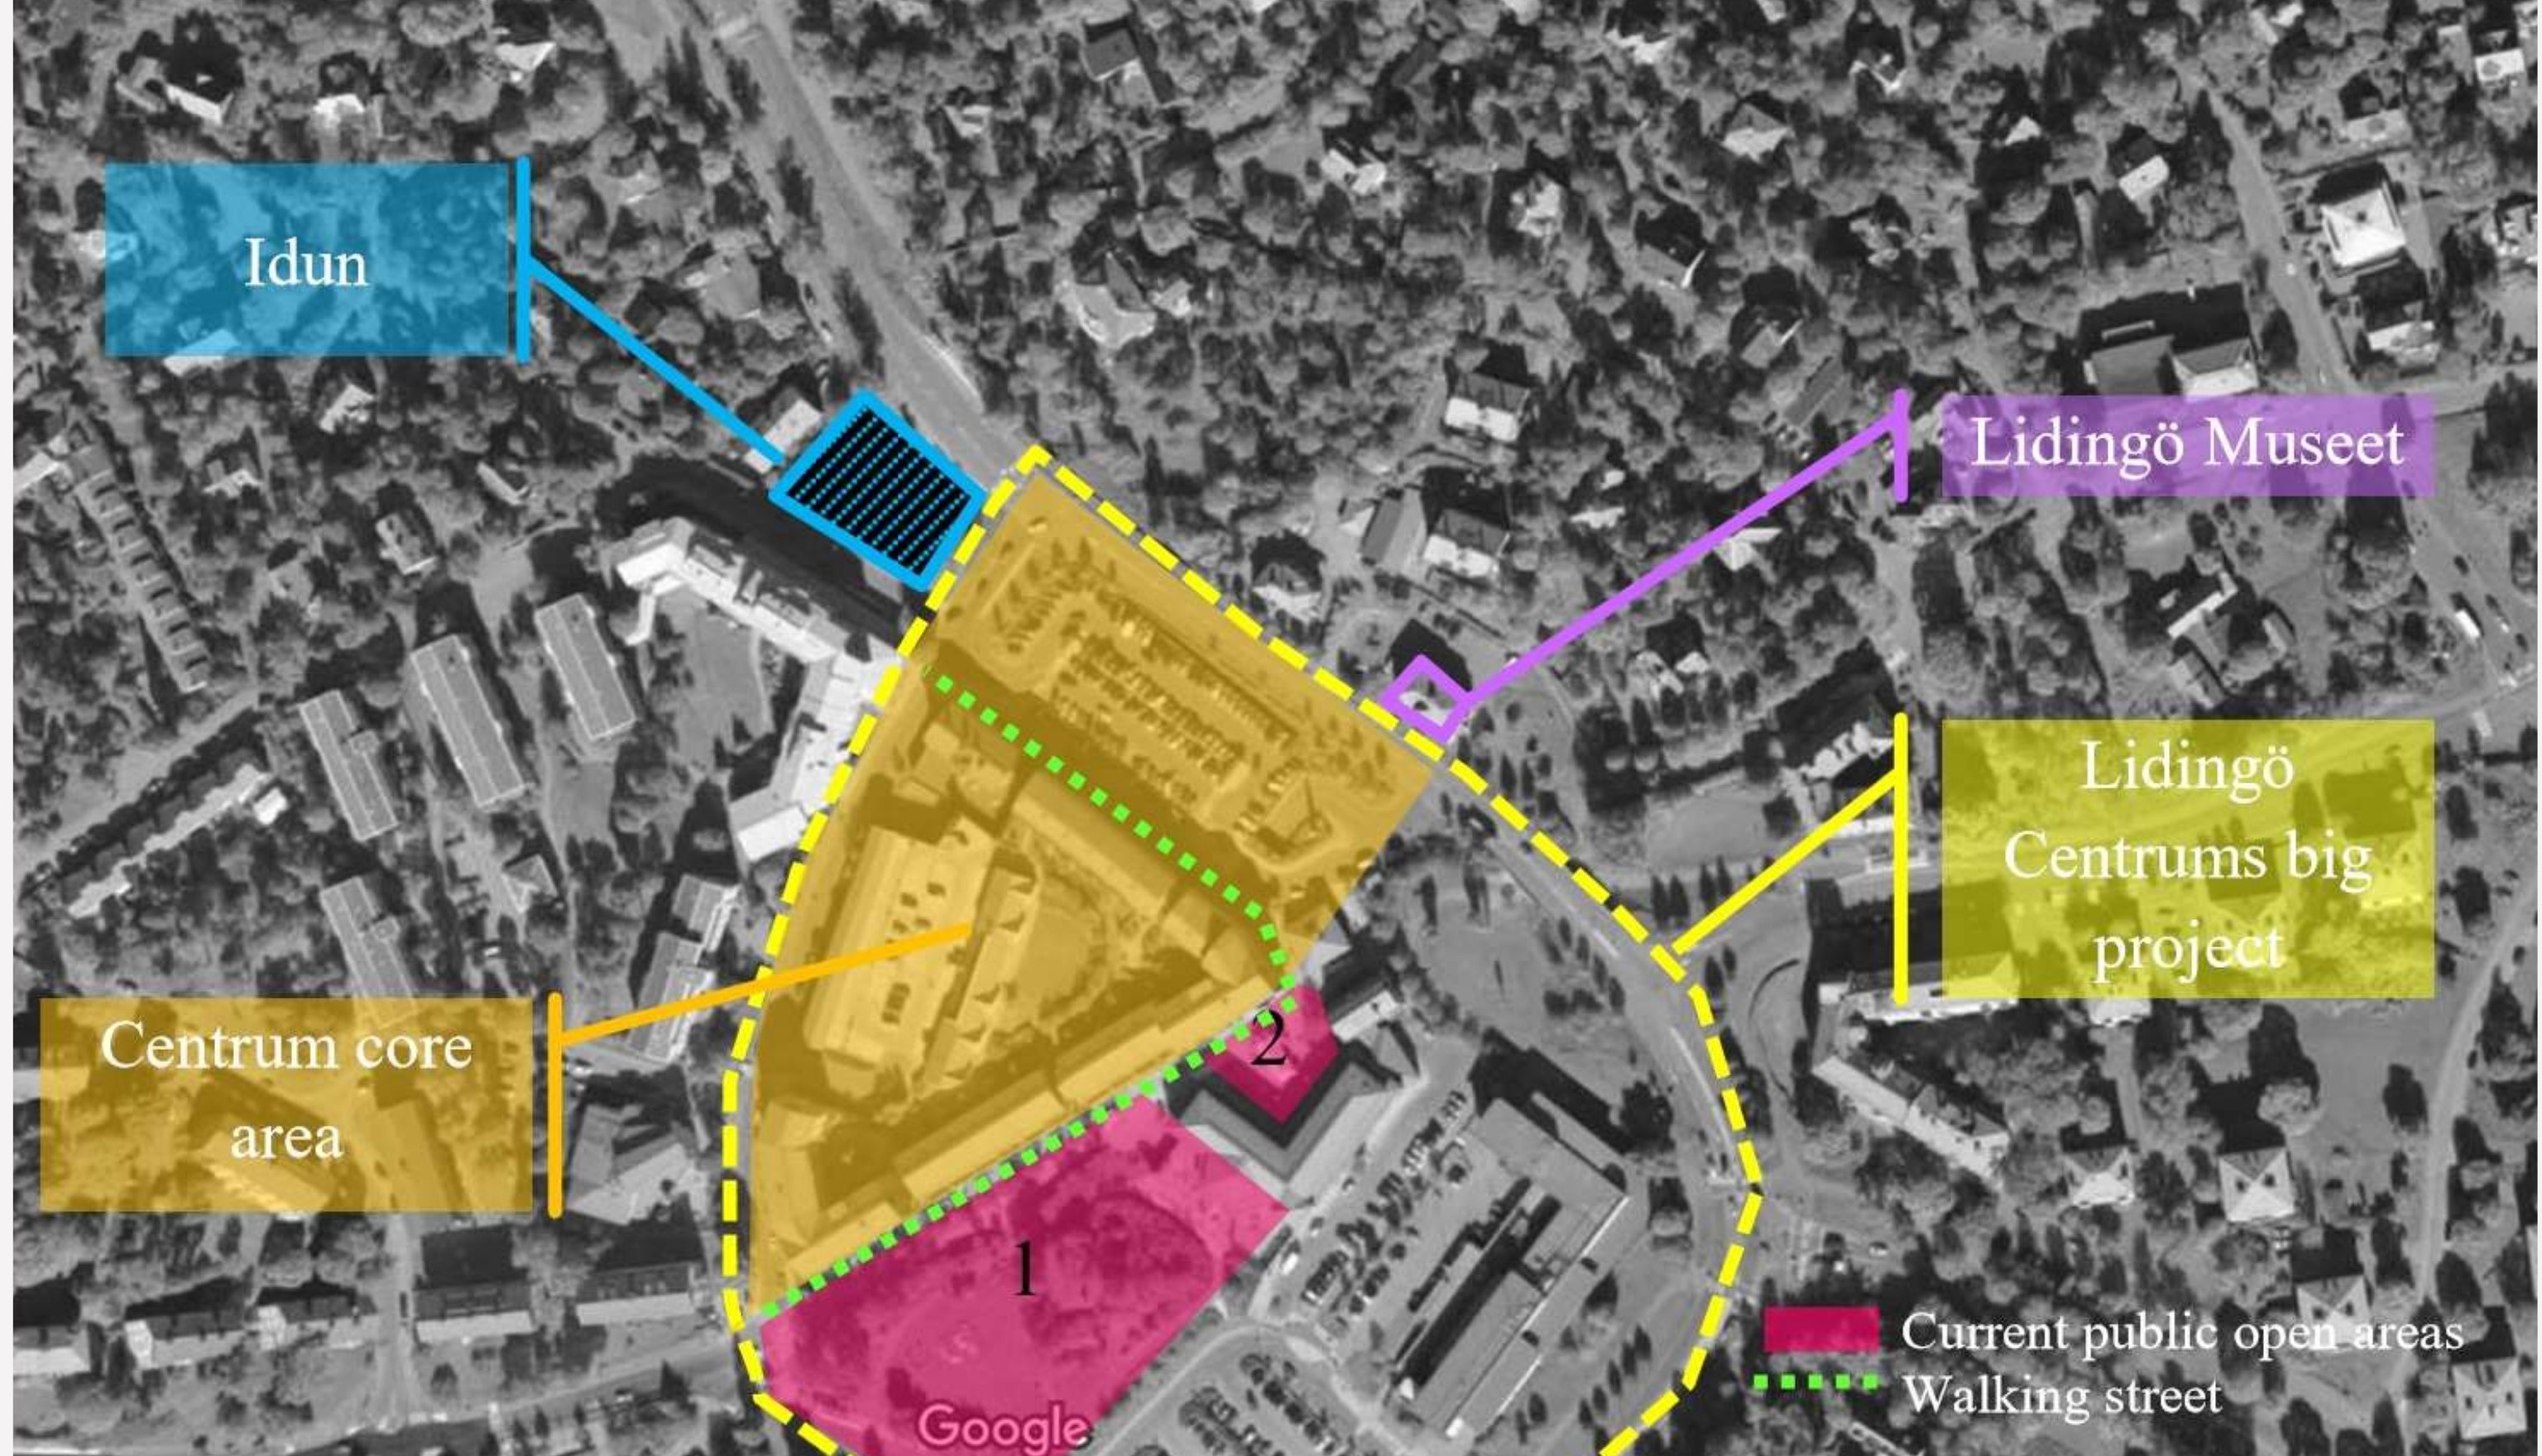 Idun
Lidingö Museet
Lidingö
Centrums big
project
Centrum core
area
2
1
Current public open areas
Walking street
Google